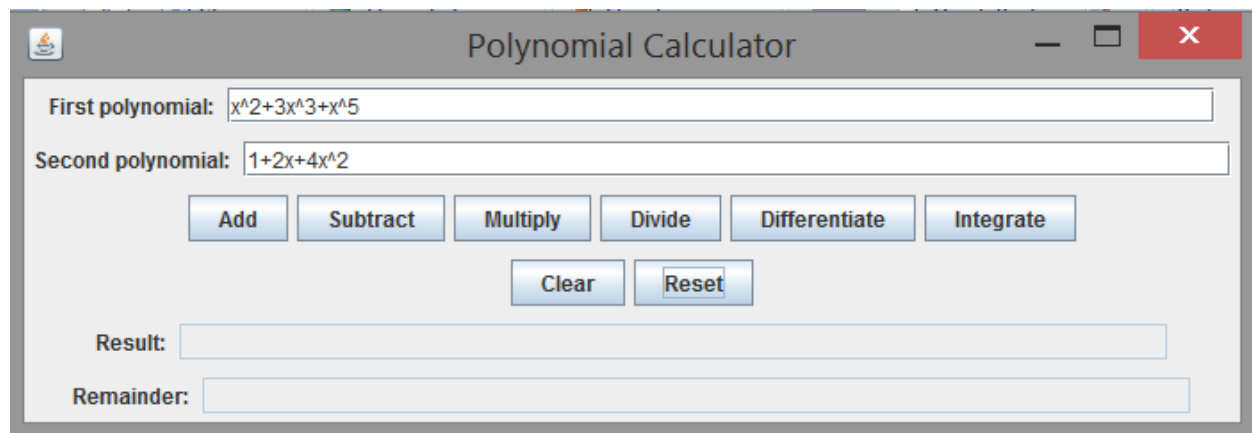 Polynomial Calculator
First polynomial: x^2+3x^3+x^5
Second polynomial: 1+2x+4x^2
Add Subtract Multiply Divide Differentiate Integrate
Clear Reset
Result:
Remainder: